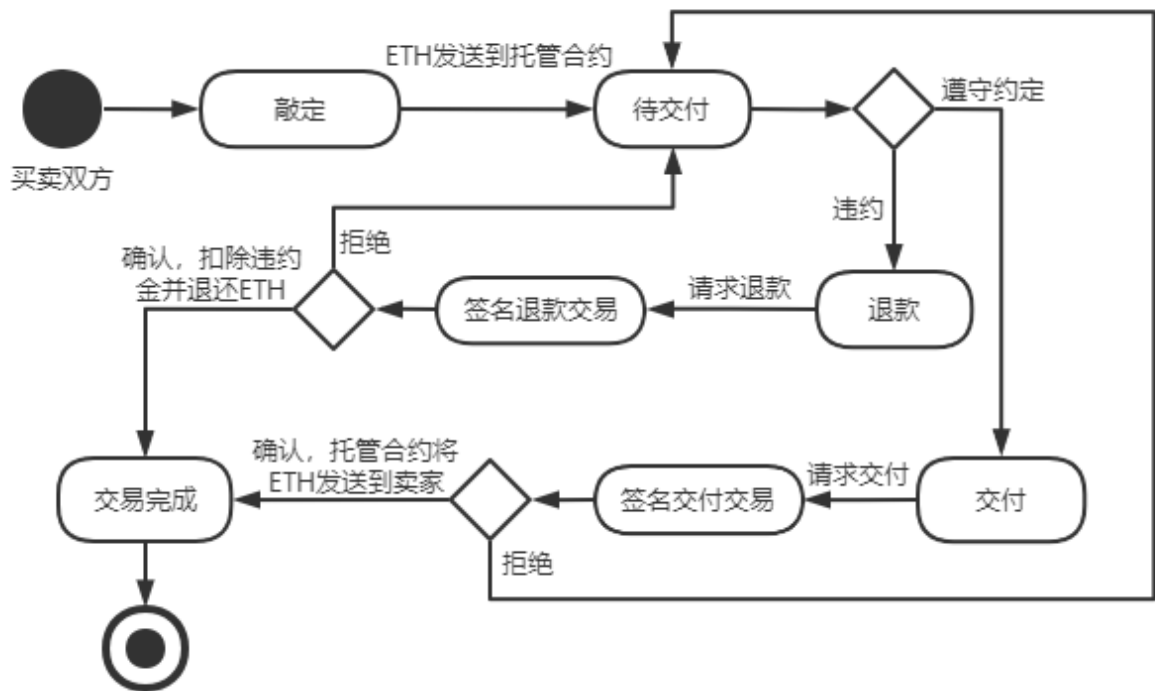 ETH发送到托管合约
遵守约定
敲定
待交付
买卖双方
违约
拒绝
确认，扣除违约
金并退还ETH
请求退款
签名退款交易
退款
确认，托管合约将
ETH发送到卖家
请求交付
交易完成
签名交付交易
交付
拒绝